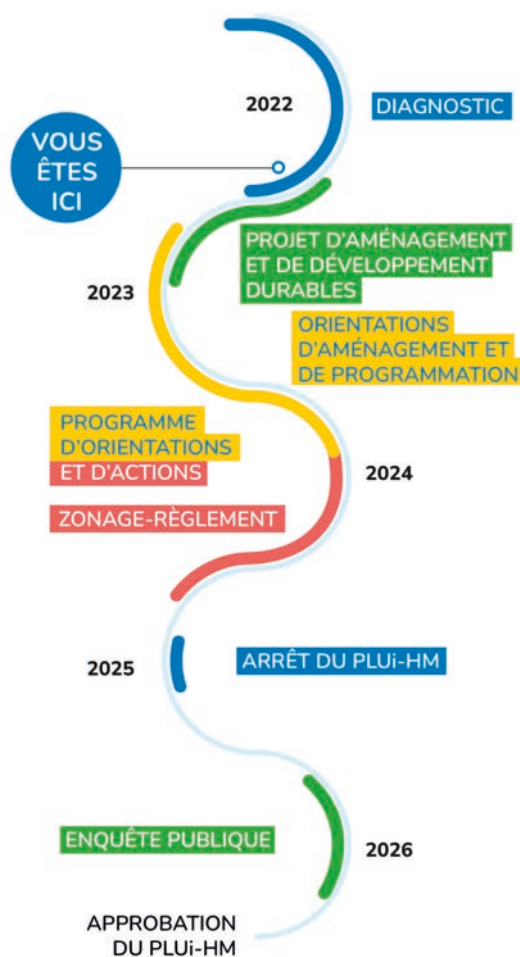 2022
DIAGNOSTIC
VOUS
ÊTES
ICI
PROJET D'AMÉNAGEMENT
ET DE DÉVELOPPEMENT
DURABLES
2023
ORIENTATIONS
D'AMÉNAGEMENT ET
DE PROGRAMMATION
PROGRAMME
D'ORIENTATIONS
ET D'ACTIONS
2024
ZONAGE-RÈGLEMENT
2025
ARRÊT DU PLUi-HM
ENQUÊTE PUBLIQUE
2026
APPROBATION
DU PLUi-HM